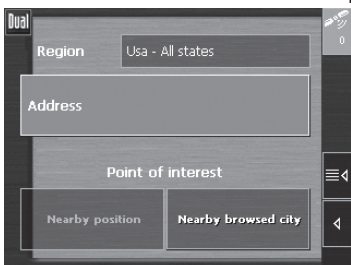 Dual
0
Region
Usa - All states
Address
Point of interest
Nearby position
Nearby browsed city